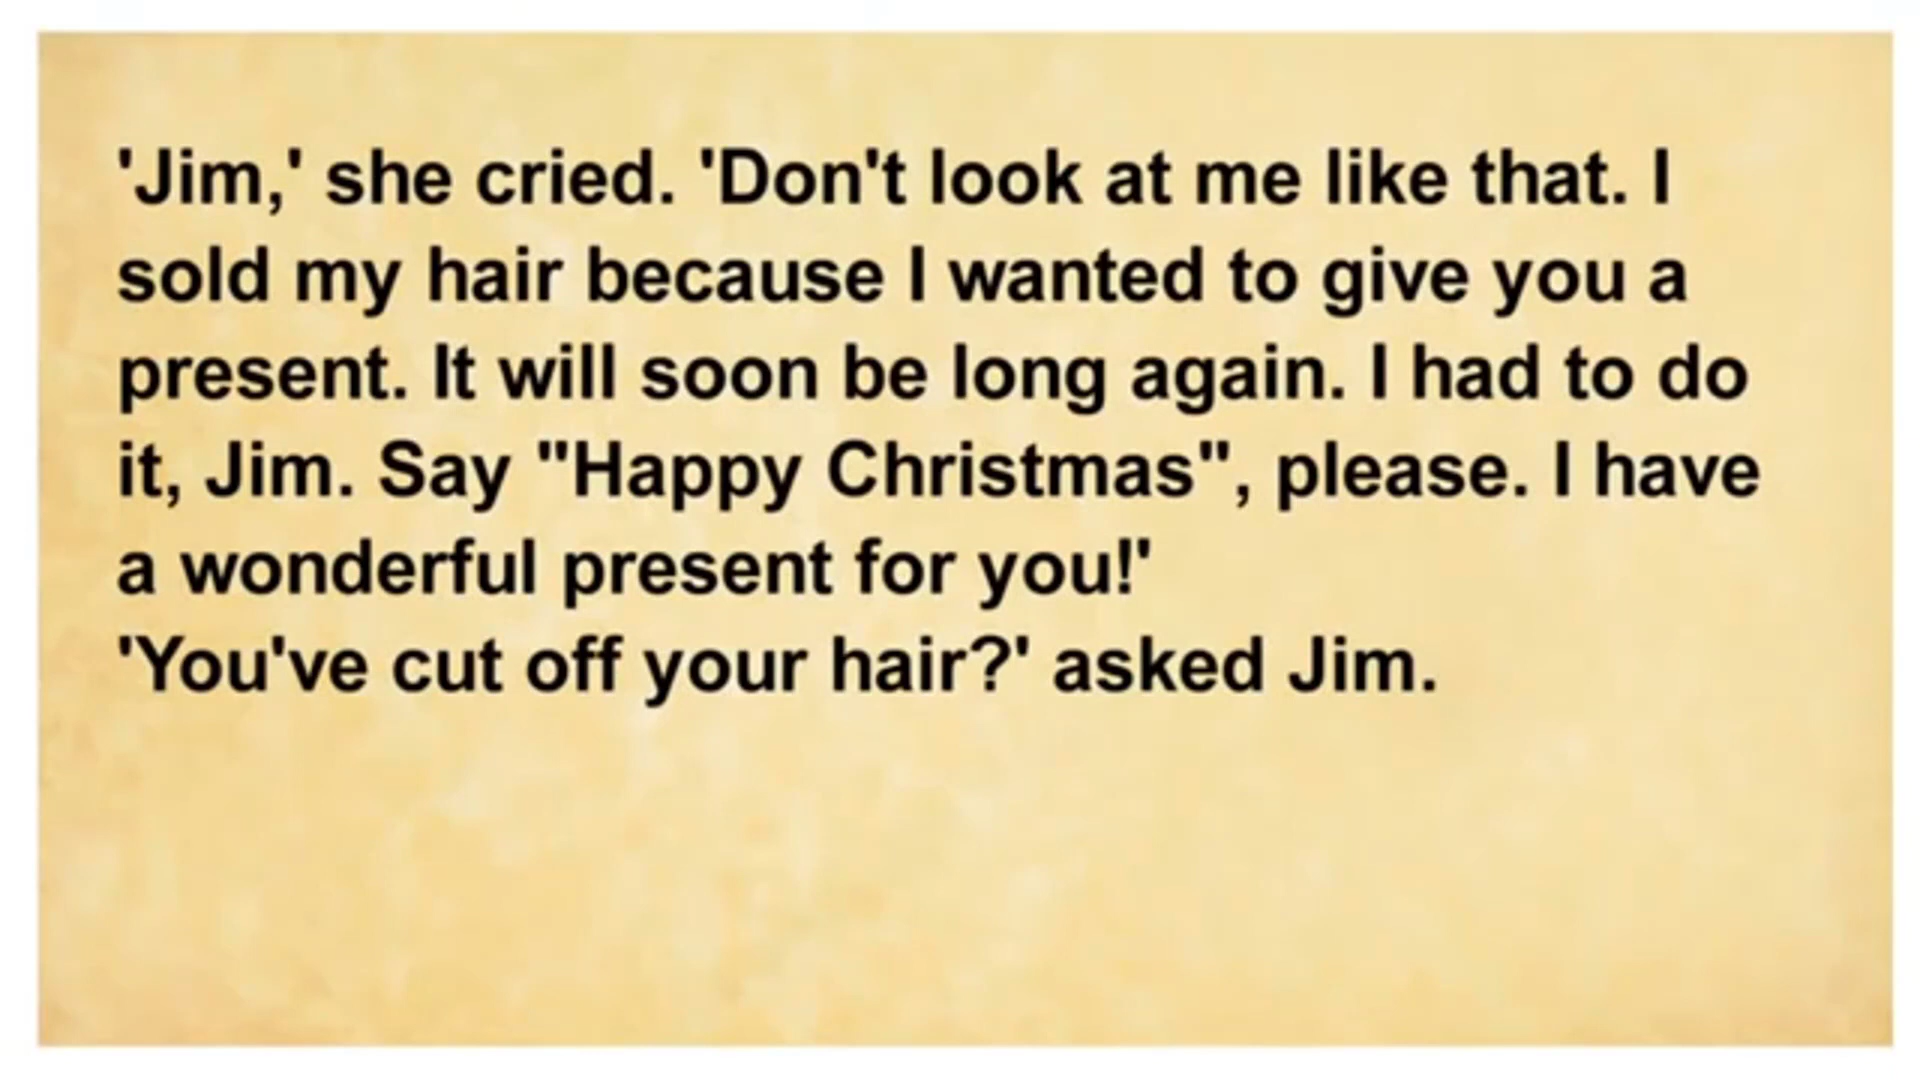 'Jim,' she cried. 'Don't look at me like that. I
sold my hair because I wanted to give you a
present. It will soon be long again. I had to do
it, Jim. Say "Happy Christmas", please. I have
a wonderful present for you!'
'You've cut off your hair?' asked Jim.